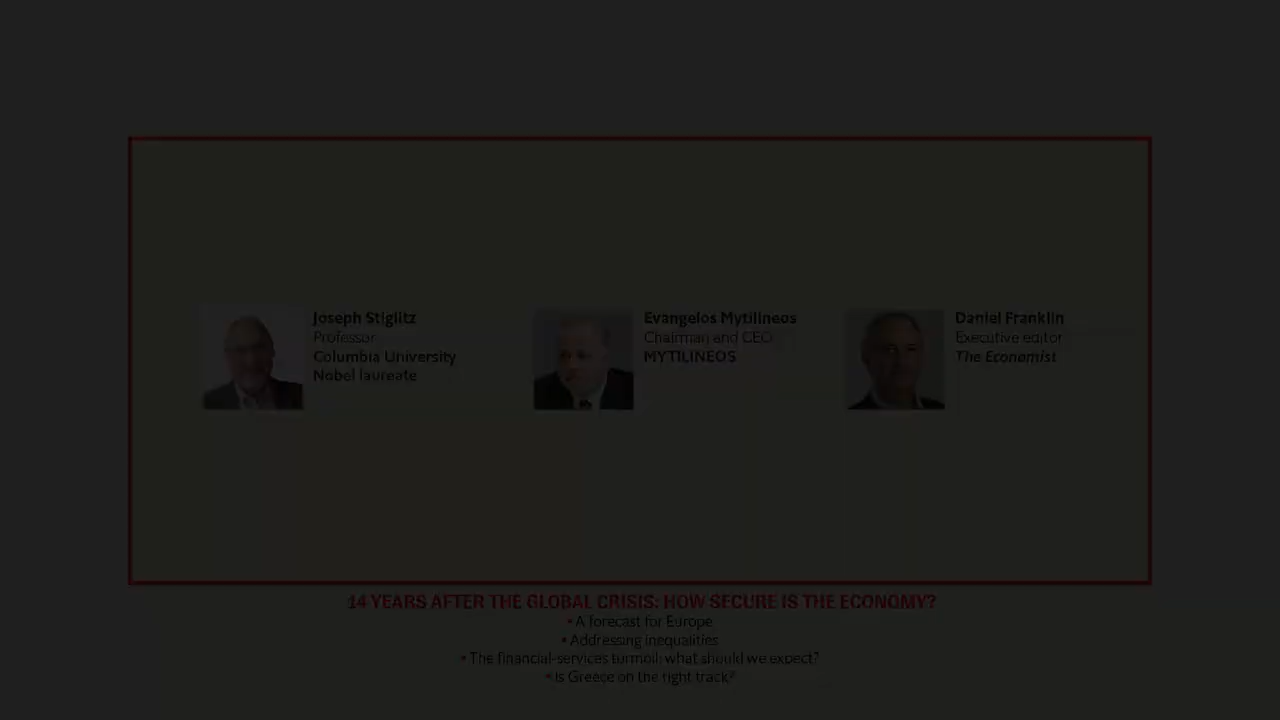 Joseph Stiglitz
Professor
Columbia University
Nobel laureate
Evangelos Mytilineos
Chairman and CEO
MYTILINEOS
Daniel Franklin
Executive editor
The Economist
14 YEARS AFTER THE GLOBAL CRISIS: HOW SECURE IS THE ECONOMY?
• A forecast for Europe
• Addressing inequalities
• The financial-services turmoil: what should we expect?
• Is Greece on the right track?